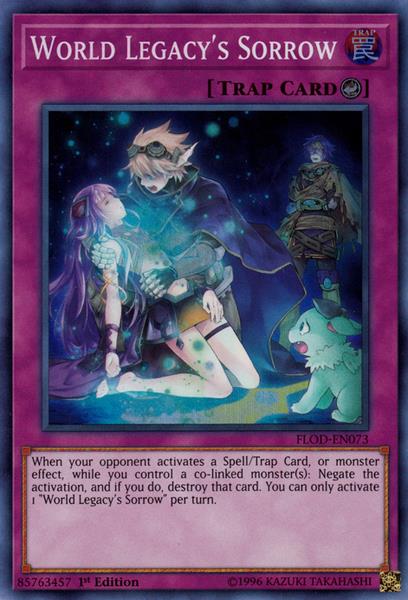 WORLD LEGACY'S SORROW
TRAP
罠
[TRAP CARD]
FLOD-EN073
When your opponent activates a Spell/Trap Card, or monster
effect, while you control a co-linked monster(s): Negate the
activation, and if you do, destroy that card. You can only activate
1 "World Legacy's Sorrow" per turn.
85763457 1st Edition ©1996 KAZUKI TAKAHASHI